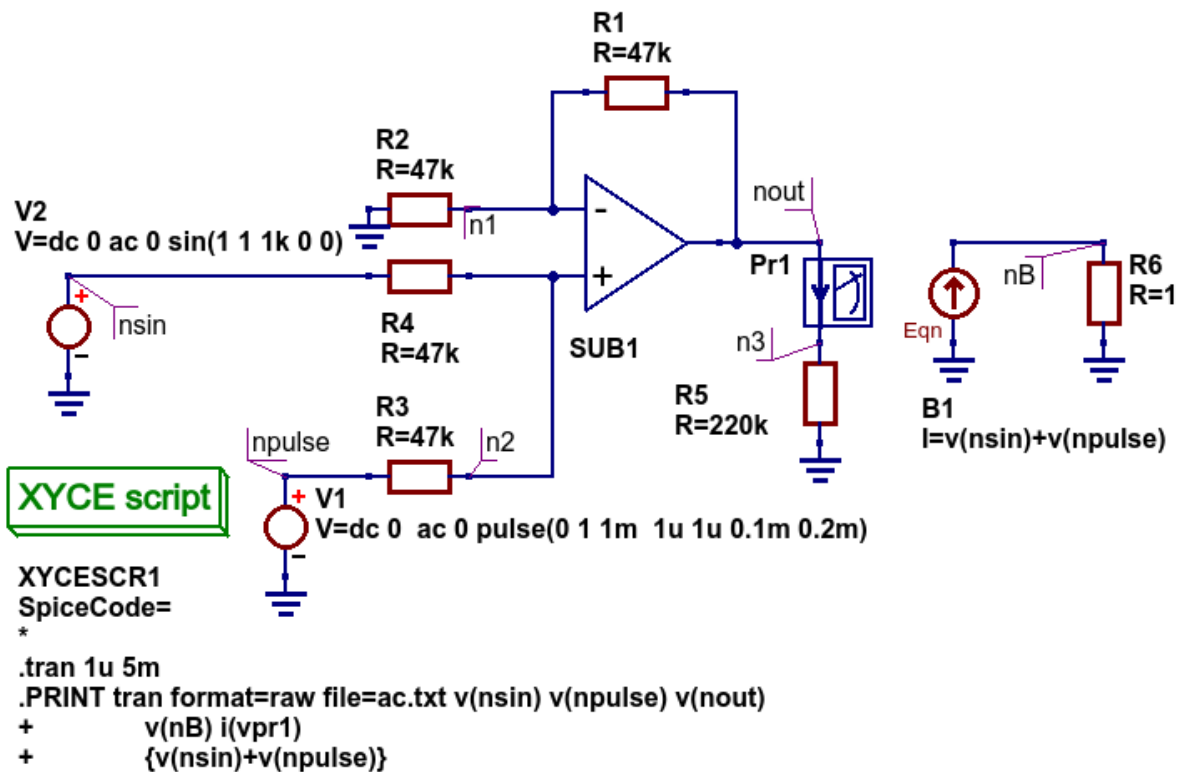 R1
R=47k
R2
R=47k
nout
V2
n1
-
V=dc 0 ac 0 sin(1 1 1k 0 0)
Pr1
nB
R6
R=1
+
+
nsin
Eqn
-
R4
R=47k
SUB1
n3
R5
R=220k
B1
I=v(nsin)+v(npulse)
R3
R=47k
npulse
n2
XYCE script
+
V1
V=dc 0  ac 0 pulse(0 1 1m  1u 1u 0.1m 0.2m)
-
XYCESCR1
SpiceCode=
*
.tran 1u 5m
.PRINT tran format=raw file=ac.txt v(nsin) v(npulse) v(nout)
+ v(nB) i(vpr1)
+ {v(nsin)+v(npulse)}